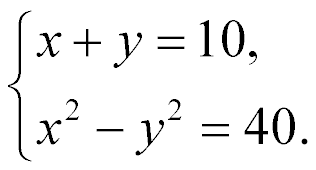 x + y = 10,
x² − y² = 40.